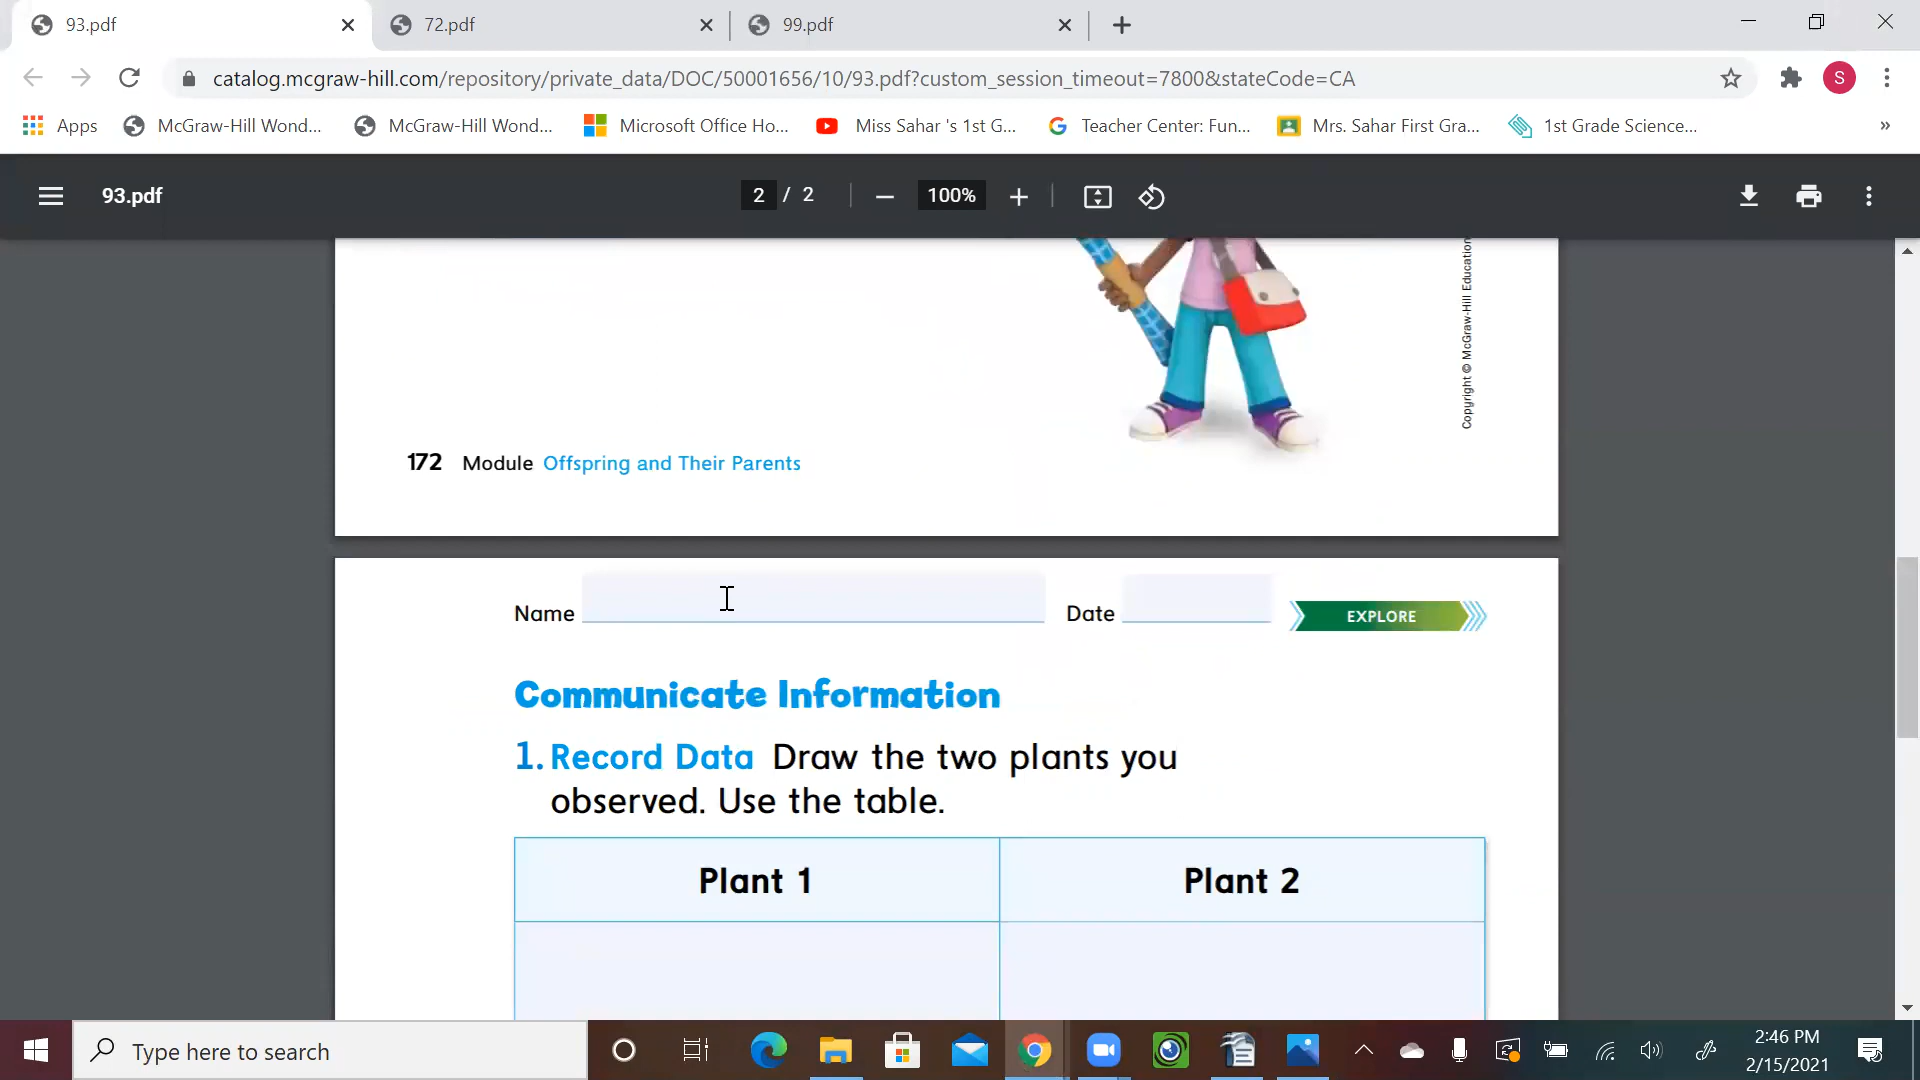 93.pdf
72.pdf
99.pdf
catalog.mcgraw-hill.com/repository/private_data/DOC/50001656/10/93.pdf?custom_session_timeout=7800&stateCode=CA
S
Apps
McGraw-Hill Wond...
McGraw-Hill Wond...
Microsoft Office Ho...
Miss Sahar 's 1st G...
Teacher Center: Fun...
Mrs. Sahar First Gra...
1st Grade Science...
»
93.pdf
2 / 2
100%
Copyright © McGraw-Hill Education
172 Module Offspring and Their Parents
Name
Date
EXPLORE
Communicate Information
1. Record Data Draw the two plants you
observed. Use the table.
Plant 1
Plant 2
Type here to search
2:46 PM
2/15/2021